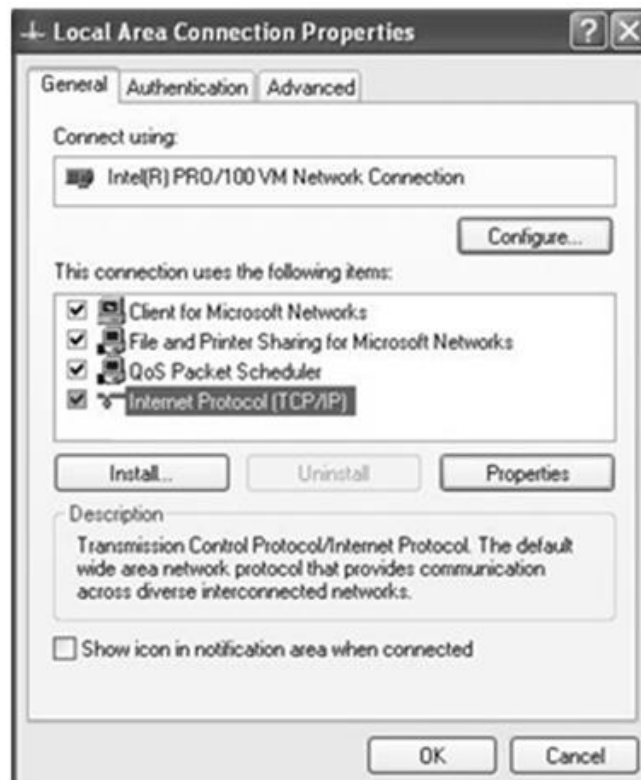 Local Area Connection Properties
General Authentication Advanced
Connect using:
Intel(R) PRO/100 VM Network Connection
Configure...
This connection uses the following items:
Client for Microsoft Networks
File and Printer Sharing for Microsoft Networks
QoS Packet Scheduler
Internet Protocol (TCP/IP)
Install... Uninstall Properties
Description
Transmission Control Protocol/Internet Protocol. The default
wide area network protocol that provides communication
across diverse interconnected networks.
Show icon in notification area when connected
OK Cancel